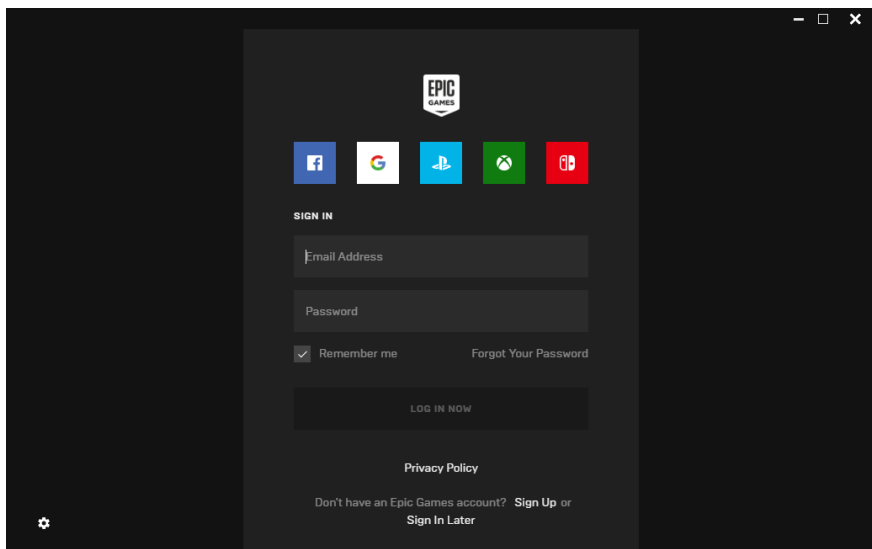 EPIC
GAMES
SIGN IN
Email Address
Password
Remember me
Forgot Your Password
LOG IN NOW
Privacy Policy
Don't have an Epic Games account? Sign Up or
Sign In Later